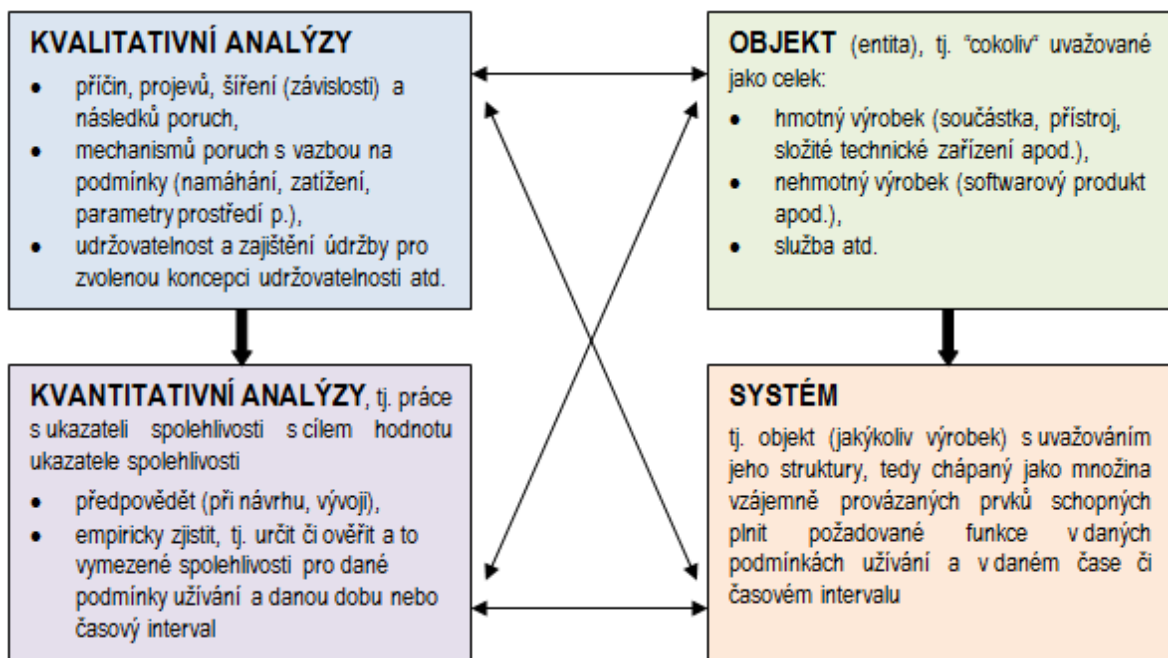 KVALITATIVNÍ ANALÝZY
• příčin, projevů, šíření (závislosti) a
následků poruch,
• mechanismů poruch s vazbou na
podmínky (namáhání, zatížení,
parametry prostředí p.),
• udržovatelnost a zajištění údržby pro
zvolenou koncepci udržovatelnosti atd.
OBJEKT (entita), tj. “cokoliv“ uvažované
jako celek:
• hmotný výrobek (součástka, přístroj,
složité technické zařízení apod.),
• nehmotný výrobek (softwarový produkt
apod.),
• služba atd.
KVANTITATIVNÍ ANALÝZY, tj. práce
s ukazateli spolehlivosti s cílem hodnotu
ukazatele spolehlivosti
• předpovědět (při návrhu, vývoji),
• empiricky zjistit, tj. určit či ověřit a to
vymezené spolehlivosti pro dané
podmínky užívání a danou dobu nebo
časový interval
SYSTÉM
tj. objekt (jakýkoliv výrobek) s uvažováním
jeho struktury, tedy chápaný jako množina
vzájemně provázaných prvků schopných
plnit požadované funkce v daných
podmínkách užívání a v daném čase či
časovém intervalu